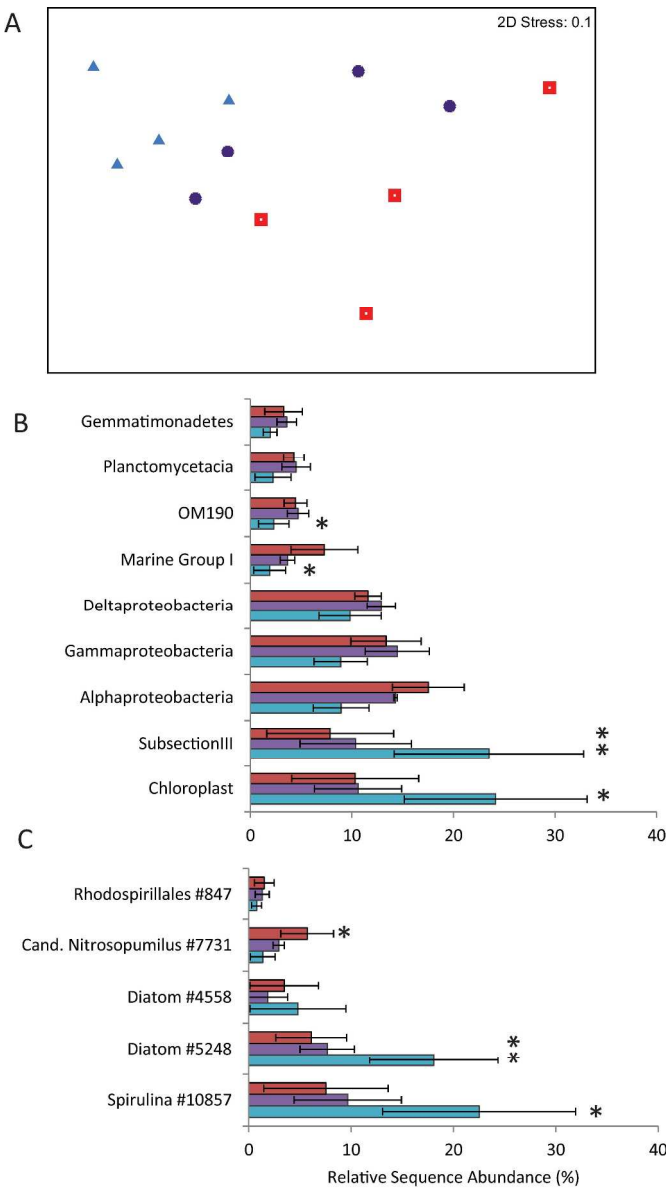 A
2D Stress: 0.1
B
Gemmatimonadetes
Planctomycetacia
OM190
*
Marine Group I
*
Deltaproteobacteria
Gammaproteobacteria
Alphaproteobacteria
SubsectionIII
*
*
Chloroplast
*
0 10 20 30 40
C
Rhodospirillales #847
Cand. Nitrosopumilus #7731
*
Diatom #4558
Diatom #5248
*
*
Spirulina #10857
*
0 10 20 30 40
Relative Sequence Abundance (%)